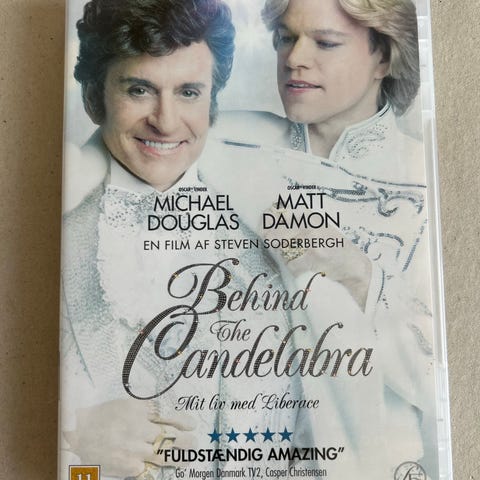 OSCAR®-VINDER
MICHAEL
DOUGLAS
OSCAR®-VINDER
MATT
DAMON
EN FILM AF STEVEN SODERBERGH
Behind
The
Candelabra
Mit liv med Liberace
"FULDSTÆNDIG AMAZING"
Go' Morgen Danmark TV2, Casper Christensen
11